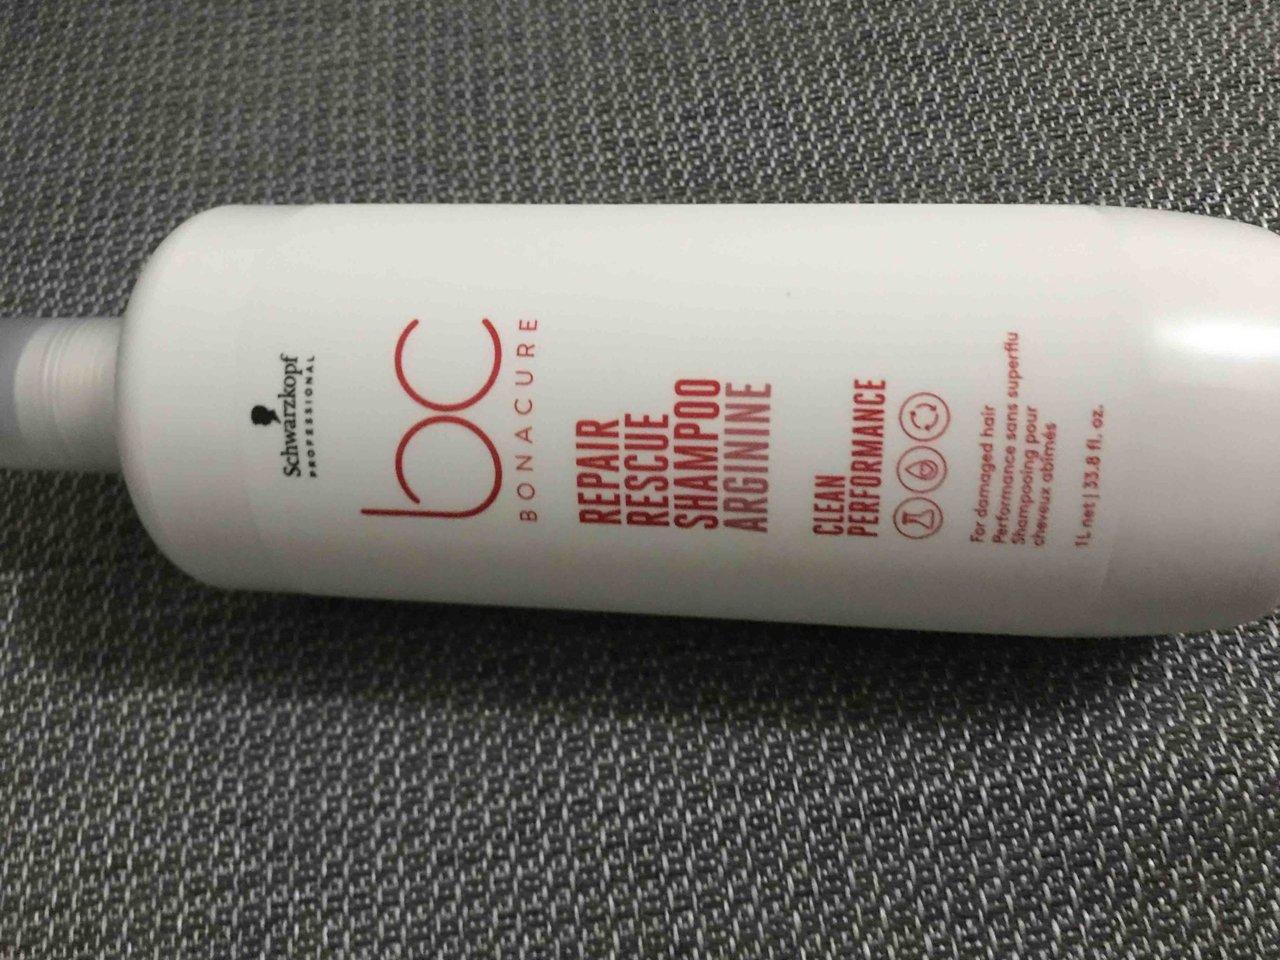 Schwarzkopf
PROFESSIONAL
bc
BONACURE
REPAIR
RESCUE
SHAMPOO
ARGININE
CLEAN
PERFORMANCE
For damaged hair
Performance sans superflu
Shampooing pour
cheveux abîmés
1 L net | 33.8 fl. oz.